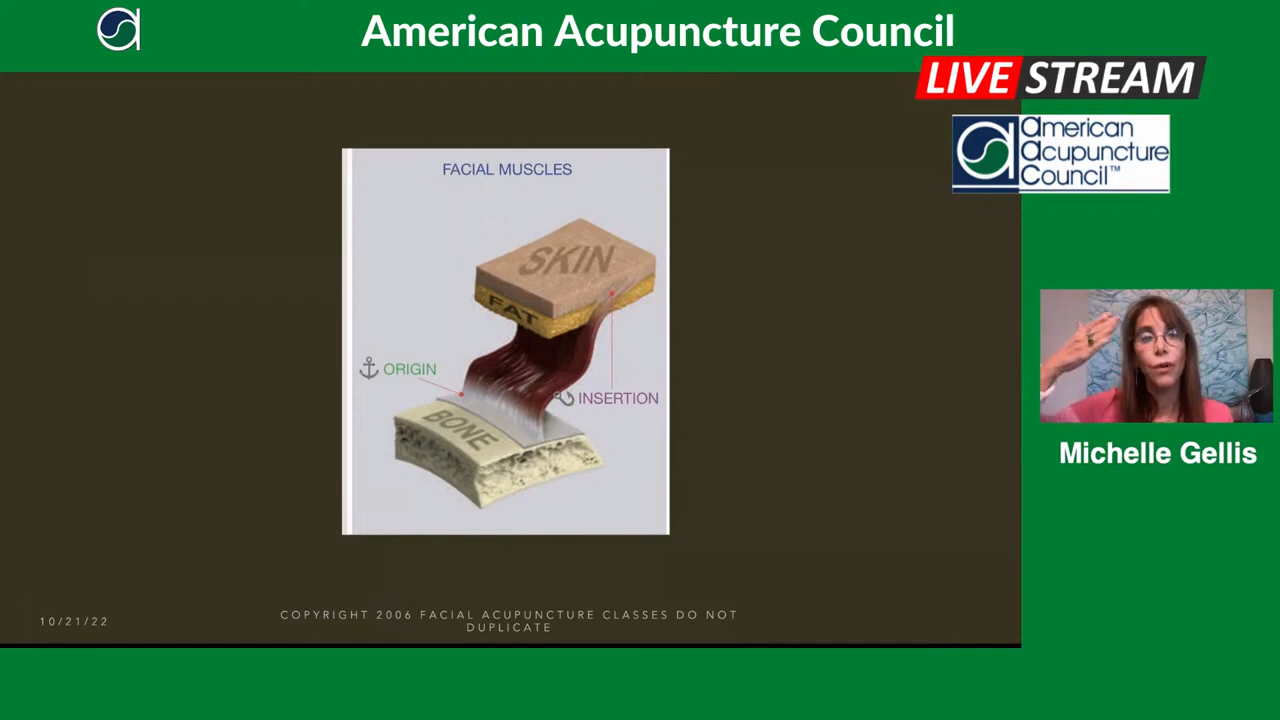 American Acupuncture Council
LIVE STREAM
american
acupuncture
Council™
FACIAL MUSCLES
SKIN
FAT
ORIGIN
INSERTION
BONE
Michelle Gellis
10/21/22
COPYRIGHT 2006 FACIAL ACUPUNCTURE CLASSES DO NOT
DUPLICATE